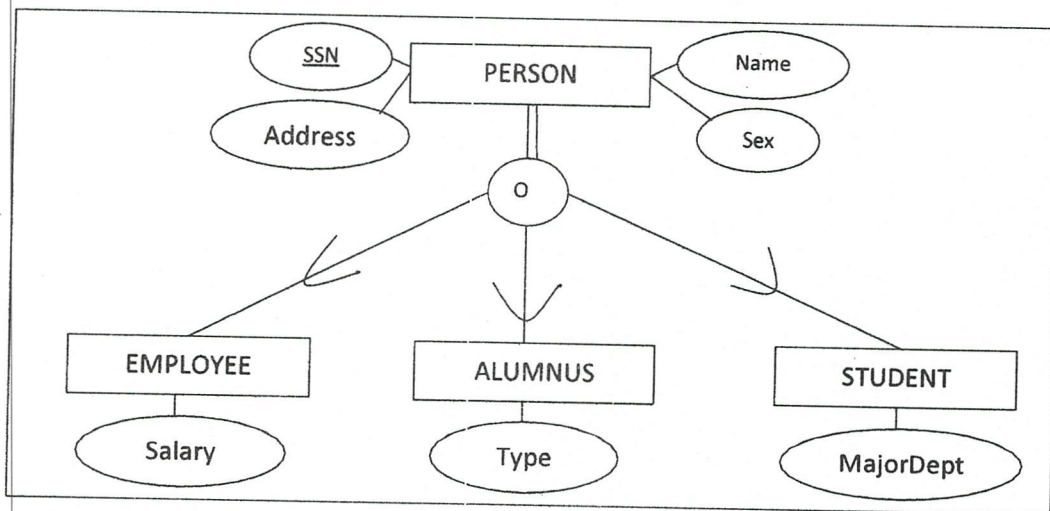 SSN
PERSON
Name
Address
Sex
O
EMPLOYEE
ALUMNUS
STUDENT
Salary
Type
MajorDept